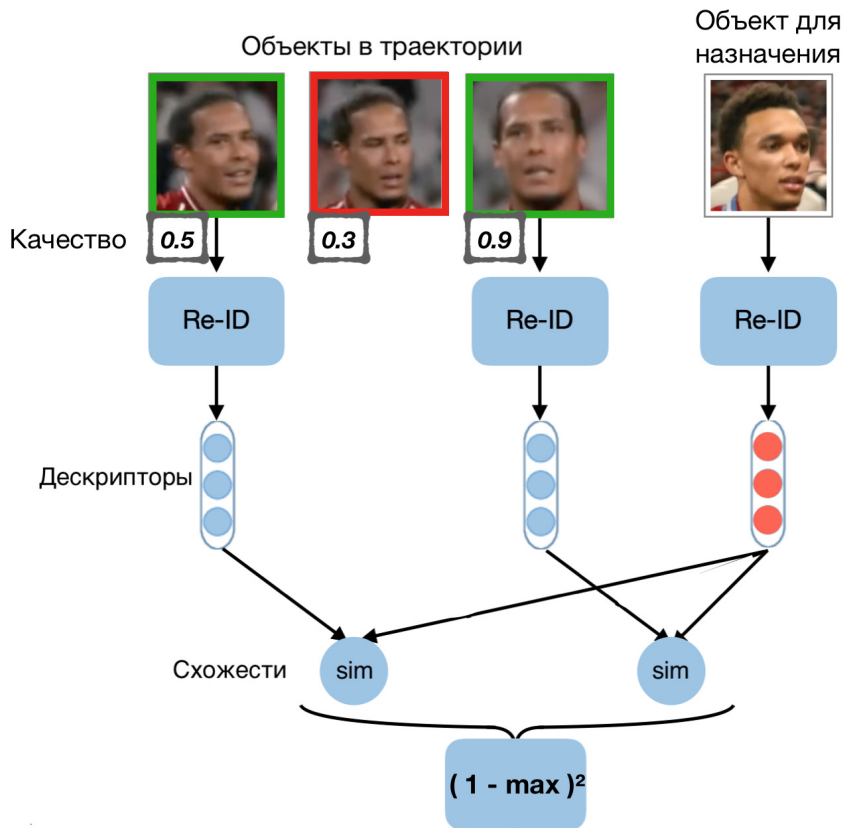 Объекты в траектории
Объект для
назначения
Качество
0.5
0.3
0.9
Re-ID
Re-ID
Re-ID
Дескрипторы
Схожести
sim
sim
( 1 - max )²